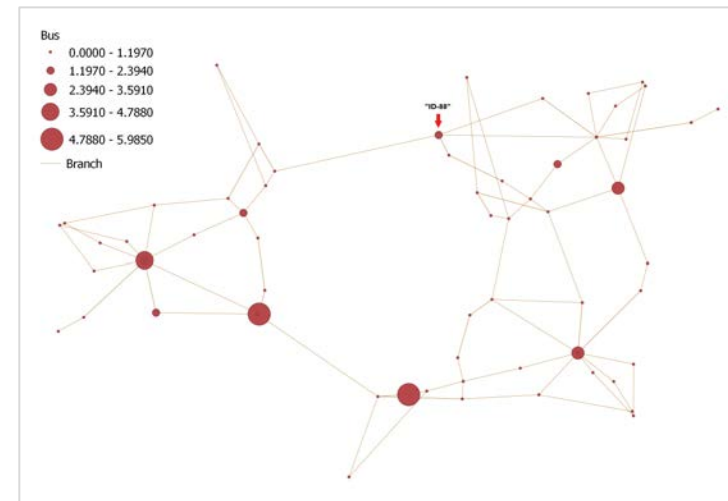 Bus
0.0000 - 1.1970
1.1970 - 2.3940
2.3940 - 3.5910
3.5910 - 4.7880
4.7880 - 5.9850
Branch
"ID-88"